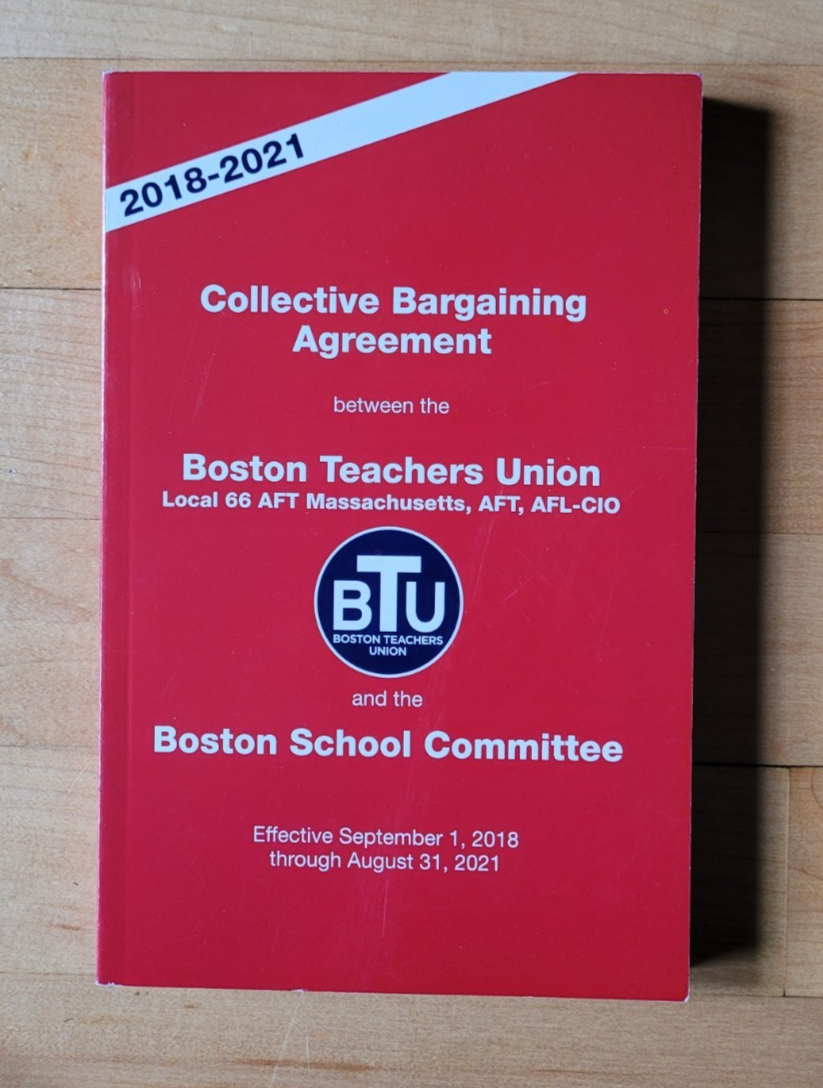 2018-2021
Collective Bargaining
Agreement
between the
Boston Teachers Union
Local 66 AFT Massachusetts, AFT, AFL-CIO
BTU
BOSTON TEACHERS
UNION
and the
Boston School Committee
Effective September 1, 2018
through August 31, 2021